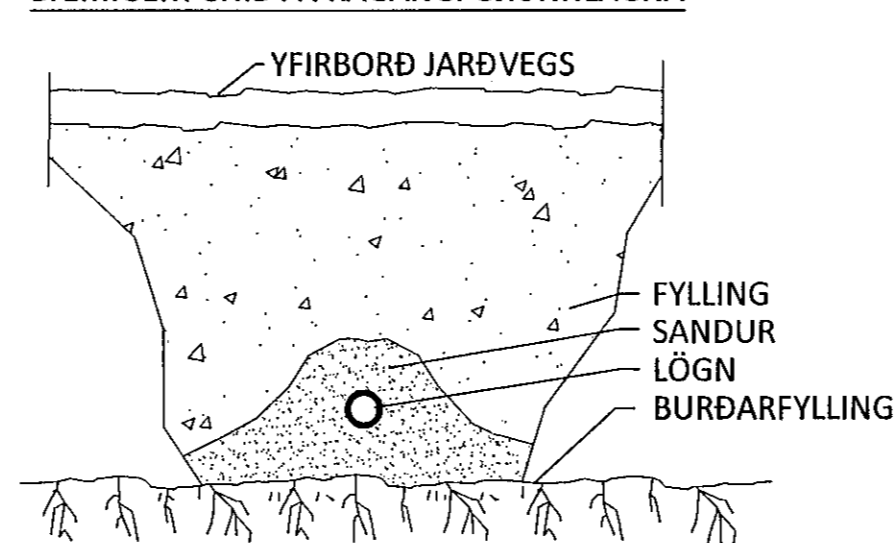 YFIRBORÐ JARÐVEGS
FYLLING
SANDUR
LÖGN
BURÐARFYLLING